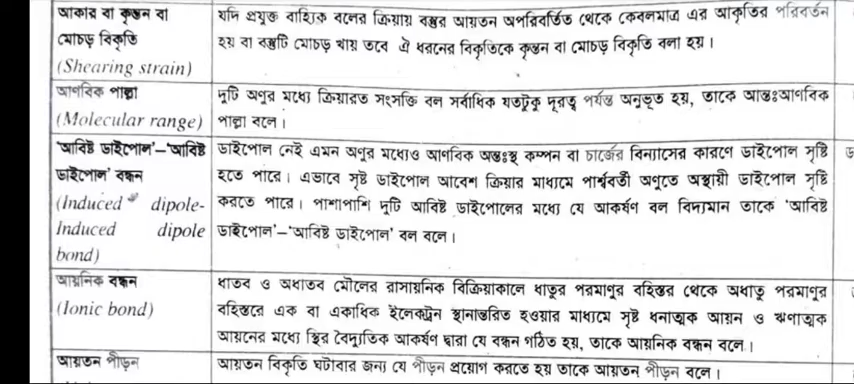 আকার বা কৃন্তন বা
মোচড় বিকৃতি
(Shearing strain)
যদি প্রযুক্ত বাহ্যিক বলের ক্রিয়ায় বস্তুর আয়তন অপরিবর্তিত থেকে কেবলমাত্র এর আকৃতির পরিবর্তন
হয় বা বস্তুটি মোচড় খায় তবে ঐ ধরনের বিকৃতিকে কৃন্তন বা মোচড় বিকৃতি বলা হয়।
আণবিক পাল্লা
(Molecular range)
দুটি অণুর মধ্যে ক্রিয়ারত সংসক্তি বল সর্বাধিক যতটুকু দূরত্ব পর্যন্ত অনুভূত হয়, তাকে আন্তঃআণবিক
পাল্লা বলে।
'আবিষ্ট ডাইপোল'–'আবিষ্ট
ডাইপোল' বন্ধন
(Induced dipole-
Induced dipole
bond)
ডাইপোল নেই এমন অণুর মধ্যেও আণবিক অন্তঃস্থ কম্পন বা চার্জের বিন্যাসের কারণে ডাইপোল সৃষ্টি
হতে পারে। এভাবে সৃষ্ট ডাইপোল আবেশ ক্রিয়ার মাধ্যমে পার্শ্ববর্তী অণুতে অস্থায়ী ডাইপোল সৃষ্টি
করতে পারে। পাশাপাশি দুটি আবিষ্ট ডাইপোলের মধ্যে যে আকর্ষণ বল বিদ্যমান তাকে 'আবিষ্ট
ডাইপোল'–'আবিষ্ট ডাইপোল' বল বলে।
আয়নিক বন্ধন
(Ionic bond)
ধাতব ও অধাতব মৌলের রাসায়নিক বিক্রিয়াকালে ধাতুর পরমাণুর বহিস্তর থেকে অধাতু পরমাণুর
বহিস্তরে এক বা একাধিক ইলেকট্রন স্থানান্তরিত হওয়ার মাধ্যমে সৃষ্ট ধনাত্মক আয়ন ও ঋণাত্মক
আয়নের মধ্যে স্থির বৈদ্যুতিক আকর্ষণ দ্বারা যে বন্ধন গঠিত হয়, তাকে আয়নিক বন্ধন বলে।
আয়তন পীড়ন
আয়তন বিকৃতি ঘটাবার জন্য যে পীড়ন প্রয়োগ করতে হয় তাকে আয়তন পীড়ন বলে।